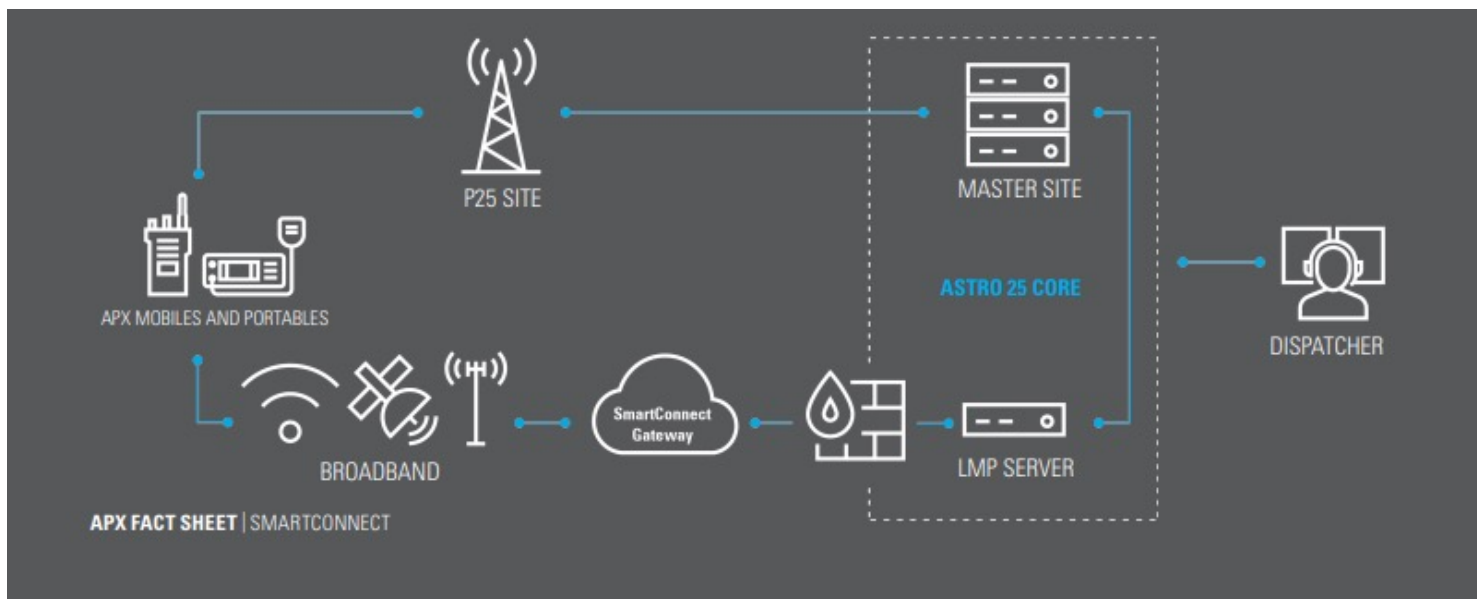 P25 SITE
MASTER SITE
APX MOBILES AND PORTABLES
ASTRO 25 CORE
DISPATCHER
SmartConnect
Gateway
BROADBAND
LMP SERVER
APX FACT SHEET | SMARTCONNECT